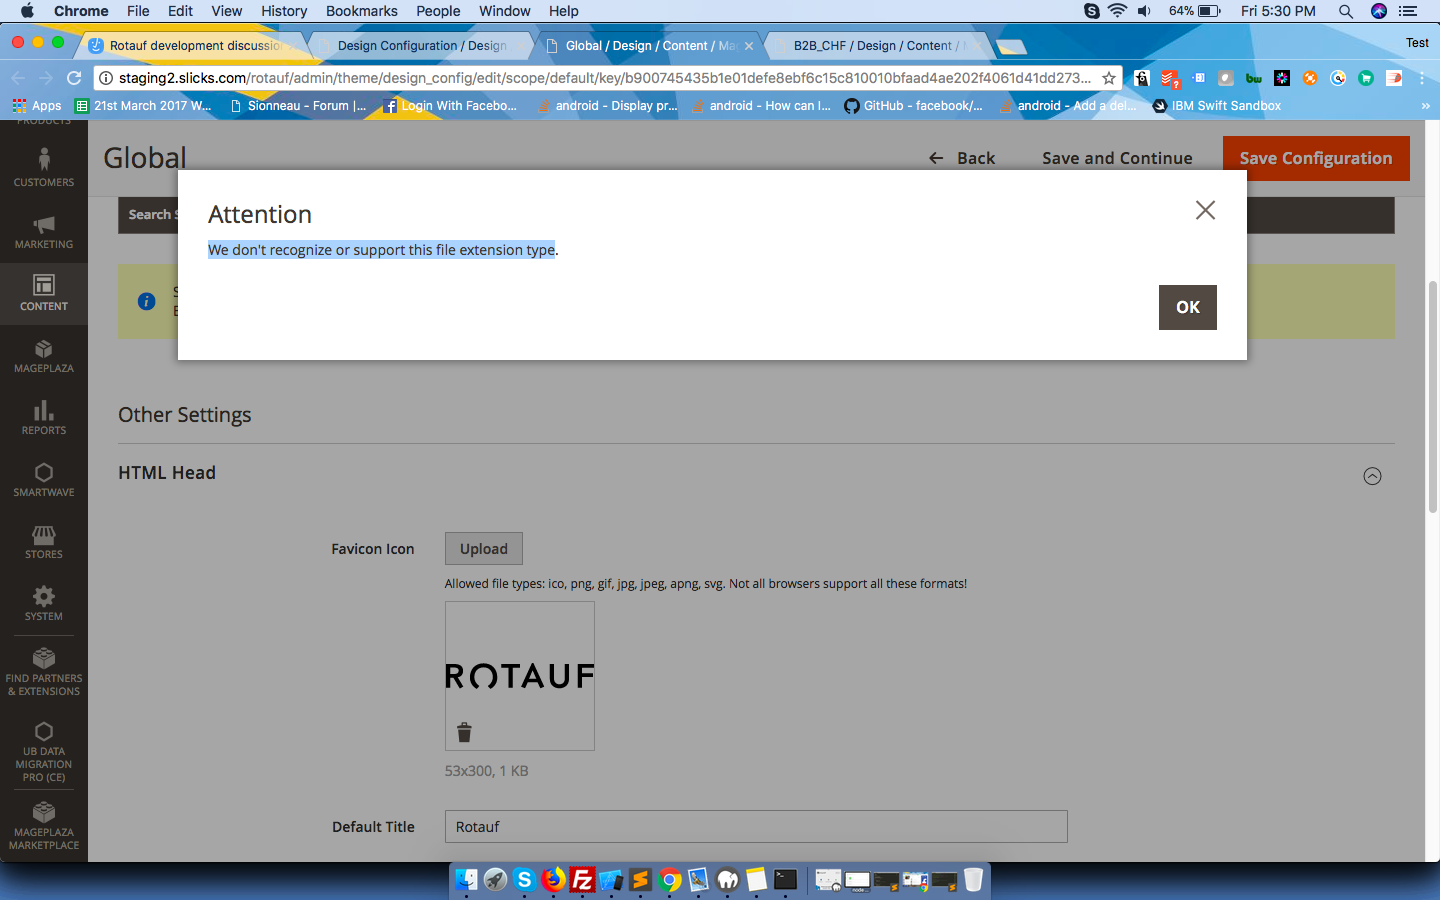 Chrome File Edit View History Bookmarks People Window Help 64% Fri 5:30 PM
Rotauf development discussio
Design Configuration / Design
Global / Design / Content / Ma
B2B_CHF / Design / Content /
Test
staging2.slicks.com/rotauf/admin/theme/design_config/edit/scope/default/key/b900745435b1e01defe8ebf6c15c810010bfaad4ae202f4061d41dd273...
Apps
21st March 2017 W...
Sionneau - Forum |...
Login With Facebo...
android - Display pr...
android - How can I...
GitHub - facebook/...
android - Add a del...
IBM Swift Sandbox
»
PRODUCTS
CUSTOMERS
MARKETING
CONTENT
MAGEPLAZA
REPORTS
SMARTWAVE
STORES
SYSTEM
FIND PARTNERS
& EXTENSIONS
UB DATA
MIGRATION
PRO (CE)
MAGEPLAZA
MARKETPLACE
Global
Back
Save and Continue
Save Configuration
Search S
Attention
We don't recognize or support this file extension type.
OK
Other Settings
HTML Head
Favicon Icon
Upload
Allowed file types: ico, png, gif, jpg, jpeg, apng, svg. Not all browsers support all these formats!
ROTAUF
53x300, 1 KB
Default Title
Rotauf